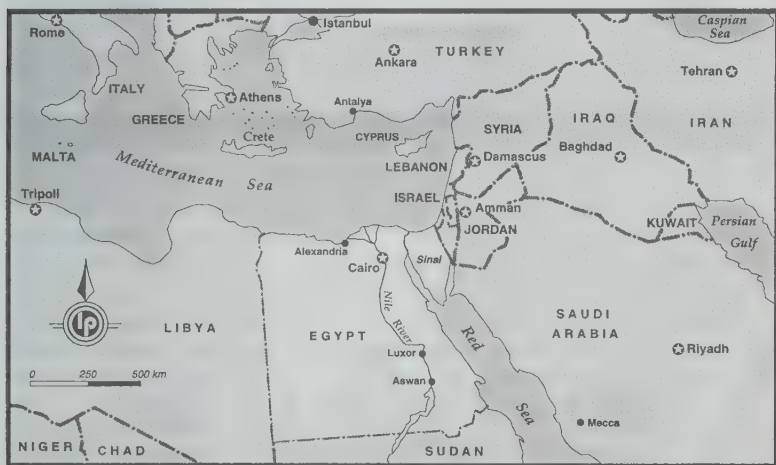 Rome
Istanbul
Caspian
Sea
TURKEY
Ankara
Tehran
ITALY
Athens
GREECE
Antalya
CYPRUS
SYRIA
IRAQ
IRAN
Crete
Baghdad
MALTA
Mediterranean Sea
LEBANON
Damascus
ISRAEL
Tripoli
Amman
JORDAN
KUWAIT
Persian
Gulf
Alexandria
Cairo
Sinai
Nile
River
LP
LIBYA
EGYPT
Red
Sea
SAUDI
ARABIA
Riyadh
Luxor
0 250 500 km
Aswan
Mecca
NIGER
CHAD
SUDAN